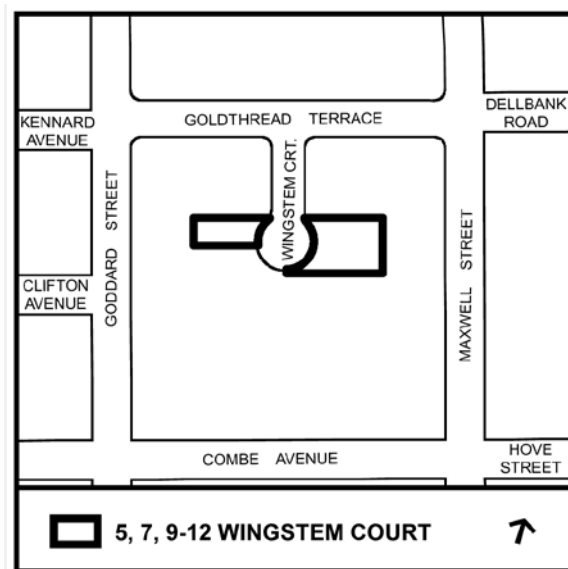 KENNARD
AVENUE
GOLDTHREAD TERRACE
DELLBANK
ROAD
WINGSTEM CRT.
GODDARD STREET
MAXWELL STREET
CLIFTON
AVENUE
COMBE AVENUE
HOVE
STREET
5, 7, 9-12 WINGSTEM COURT